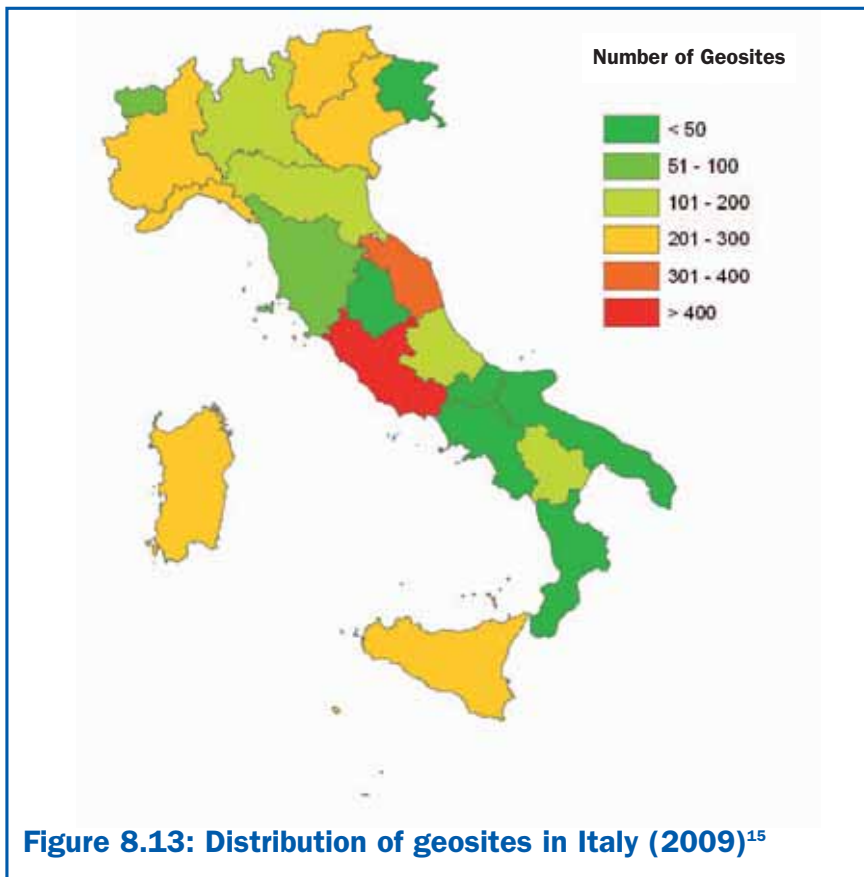 Number of Geosites
< 50
51 - 100
101 - 200
201 - 300
301 - 400
> 400
Figure 8.13: Distribution of geosites in Italy (2009)15